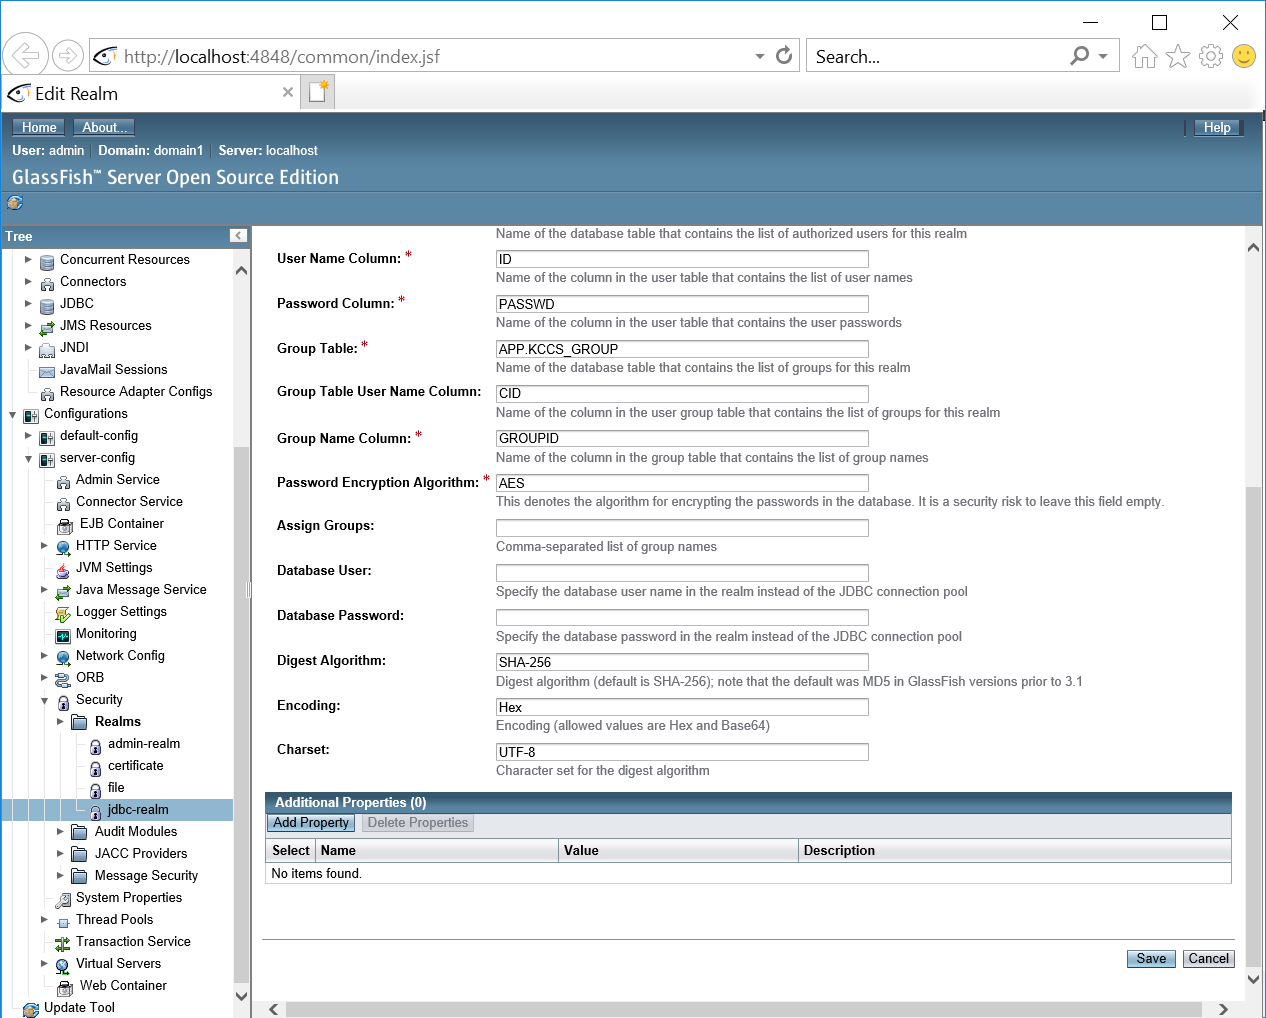 http://localhost:4848/common/index.jsf
Search...
Edit Realm
Home
About...
Help
User: admin Domain: domain1 Server: localhost
GlassFish™ Server Open Source Edition
Tree
Concurrent Resources
Connectors
JDBC
JMS Resources
JNDI
JavaMail Sessions
Resource Adapter Configs
Configurations
default-config
server-config
Admin Service
Connector Service
EJB Container
HTTP Service
JVM Settings
Java Message Service
Logger Settings
Monitoring
Network Config
ORB
Security
Realms
admin-realm
certificate
file
jdbc-realm
Audit Modules
JACC Providers
Message Security
System Properties
Thread Pools
Transaction Service
Virtual Servers
Web Container
Update Tool
Name of the database table that contains the list of authorized users for this realm
User Name Column: * ID
Name of the column in the user table that contains the list of user names
Password Column: * PASSWD
Name of the column in the user table that contains the user passwords
Group Table: * APP.KCCS_GROUP
Name of the database table that contains the list of groups for this realm
Group Table User Name Column: CID
Name of the column in the user group table that contains the list of groups for this realm
Group Name Column: * GROUPID
Name of the column in the group table that contains the list of group names
Password Encryption Algorithm: * AES
This denotes the algorithm for encrypting the passwords in the database. It is a security risk to leave this field empty.
Assign Groups:
Comma-separated list of group names
Database User:
Specify the database user name in the realm instead of the JDBC connection pool
Database Password:
Specify the database password in the realm instead of the JDBC connection pool
Digest Algorithm: SHA-256
Digest algorithm (default is SHA-256); note that the default was MD5 in GlassFish versions prior to 3.1
Encoding: Hex
Encoding (allowed values are Hex and Base64)
Charset: UTF-8
Character set for the digest algorithm
Additional Properties (0)
Add Property Delete Properties
Select Name Value Description
No items found.
Save Cancel